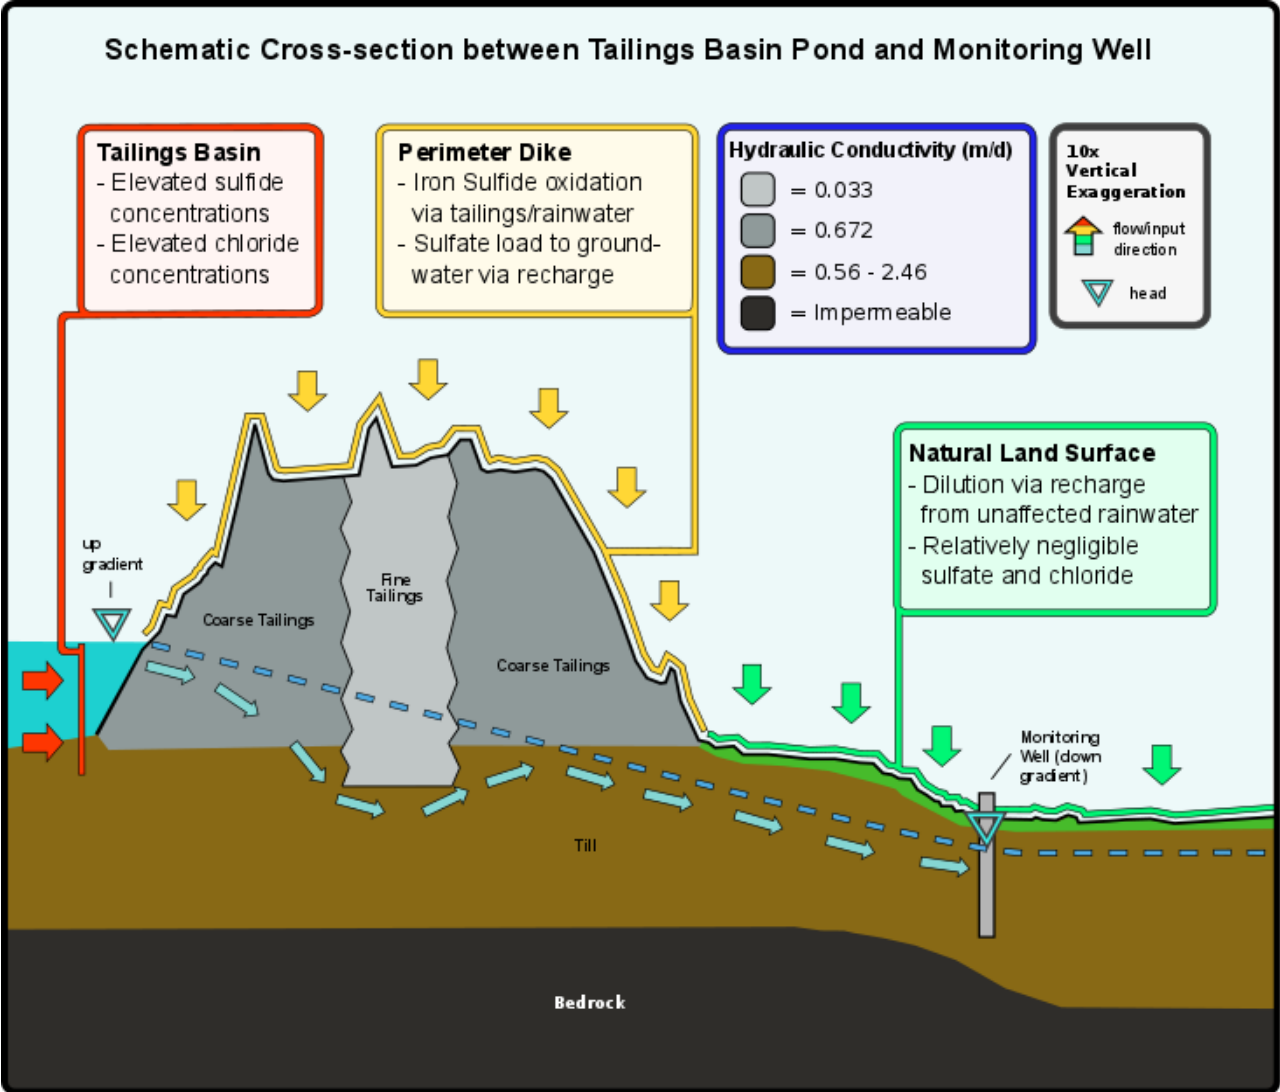 Schematic Cross-section between Tailings Basin Pond and Monitoring Well
Tailings Basin
- Elevated sulfide
concentrations
- Elevated chloride
concentrations
Perimeter Dike
- Iron Sulfide oxidation
via tailings/rainwater
- Sulfate load to ground-
water via recharge
Hydraulic Conductivity (m/d)
= 0.033
= 0.672
= 0.56 - 2.46
= Impermeable
10x
Vertical
Exaggeration
flow/input
direction
head
Natural Land Surface
- Dilution via recharge
from unaffected rainwater
- Relatively negligible
sulfate and chloride
up
gradient
Fine
Tailings
Coarse Tailings
Coarse Tailings
Monitoring
Well (down
gradient)
Till
Bedrock